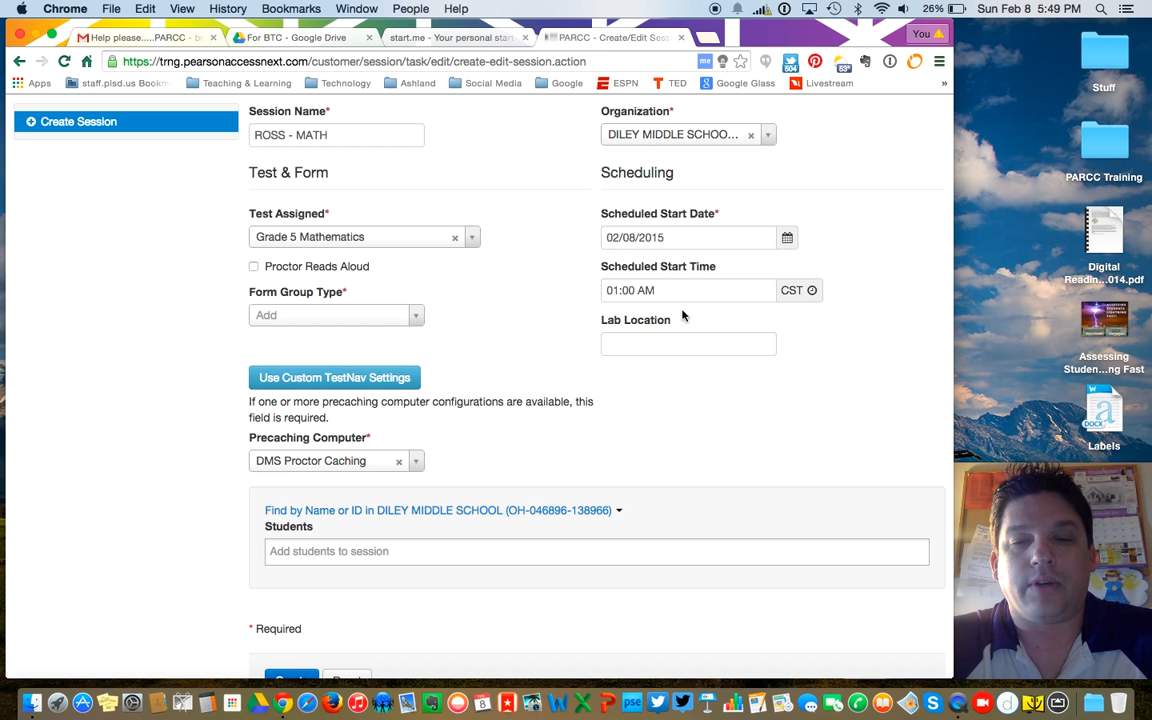 Chrome File Edit View History Bookmarks Window People Help 26% Sun Feb 8 5:49 PM
Help please.....PARCC - b × For BTC - Google Drive × start.me - Your personal star × PARCC - Create/Edit Sessi × You
https://trng.pearsonaccessnext.com/customer/session/task/edit/create-edit-session.action me 504 53°
Apps staff.plsd.us Bookm Teaching & Learning Technology Ashland Social Media Google ESPN TED Google Glass Livestream »
Create Session
Session Name*
ROSS - MATH
Organization*
DILEY MIDDLE SCHOO... ×
Test & Form
Scheduling
Test Assigned*
Grade 5 Mathematics ×
Scheduled Start Date*
02/08/2015
Proctor Reads Aloud
Scheduled Start Time
01:00 AM CST
Form Group Type*
Add
Lab Location
Use Custom TestNav Settings
If one or more precaching computer configurations are available, this
field is required.
Precaching Computer*
DMS Proctor Caching ×
Find by Name or ID in DILEY MIDDLE SCHOOL (OH-046896-138966)
Students
Add students to session
* Required
Stuff
PARCC Training
Digital
Readin...014.pdf
Assessing
Studen...ng Fast
DOCX
Labels